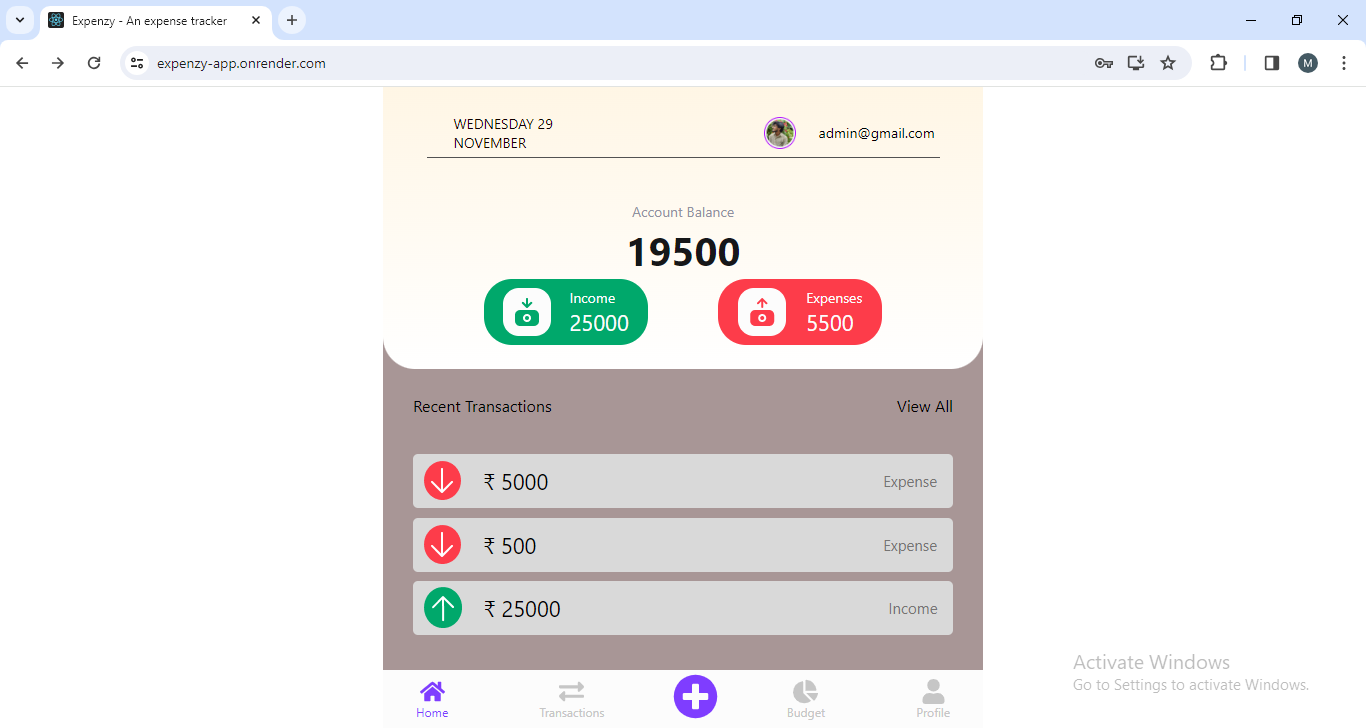 Expenzy - An expense tracker
expenzy-app.onrender.com
M
WEDNESDAY 29
NOVEMBER
admin@gmail.com
Account Balance
19500
Income
25000
Expenses
5500
Recent Transactions
View All
₹ 5000
Expense
₹ 500
Expense
₹ 25000
Income
Activate Windows
Go to Settings to activate Windows.
Home
Transactions
Budget
Profile